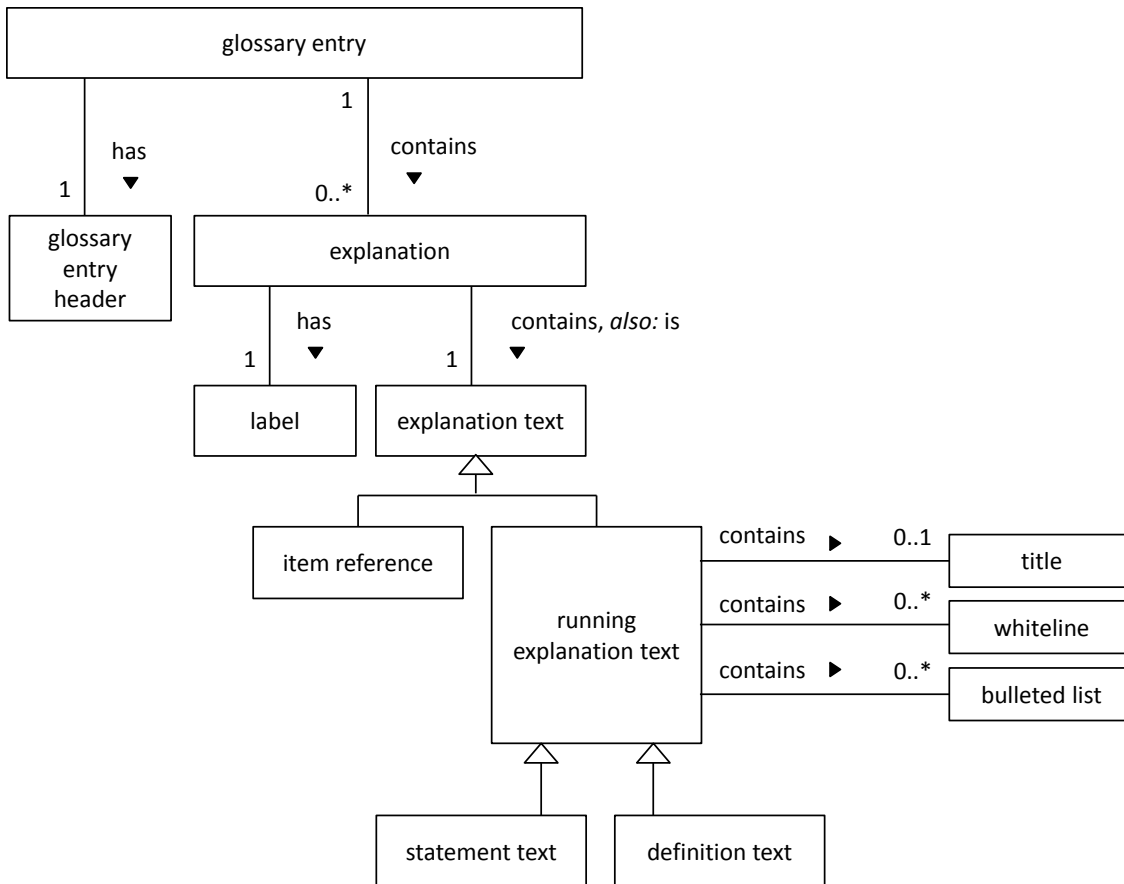 glossary entry
1
has
contains
1
0..*
glossary
entry
header
explanation
has
contains, also: is
1
1
label
explanation text
item reference
running
explanation text
contains
0..1
title
contains
0..*
whiteline
contains
0..*
bulleted list
statement text
definition text